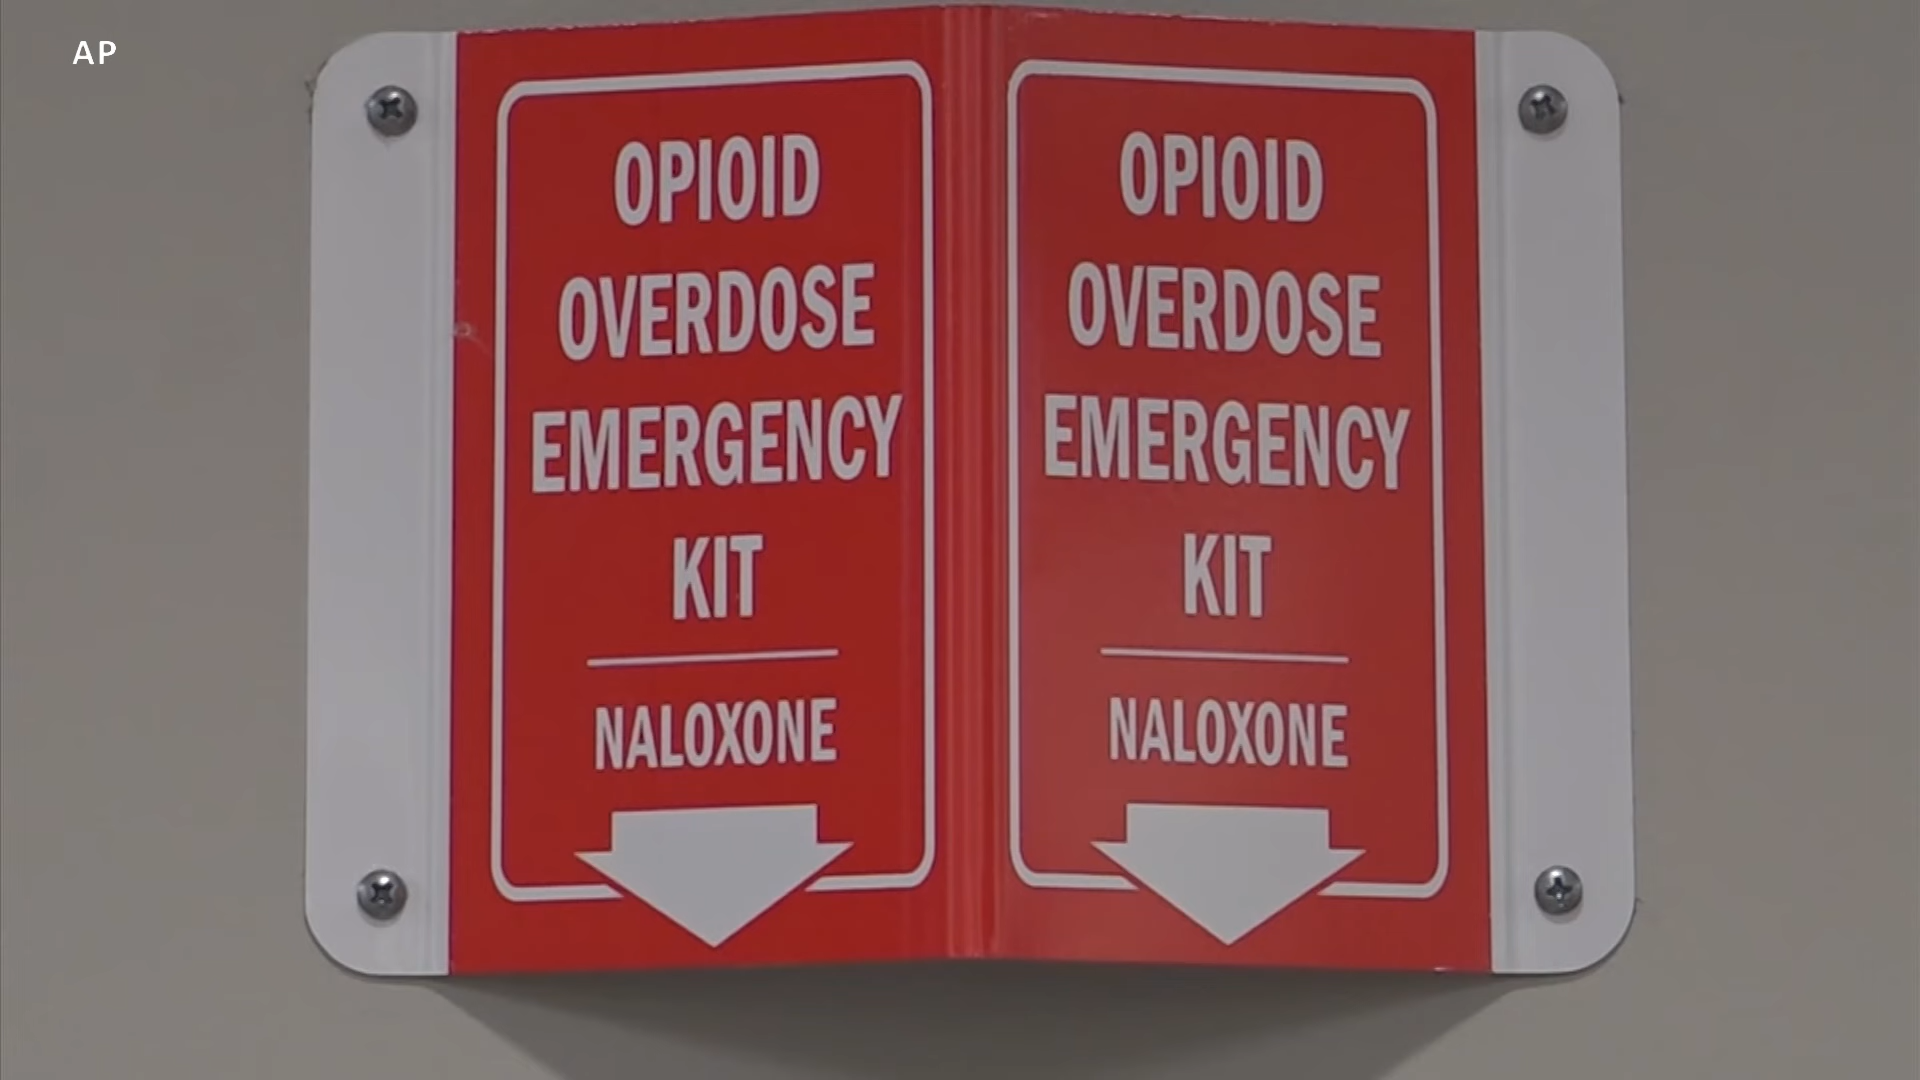 AP
OPIOID
OVERDOSE
EMERGENCY
KIT
NALOXONE
OPIOID
OVERDOSE
EMERGENCY
KIT
NALOXONE